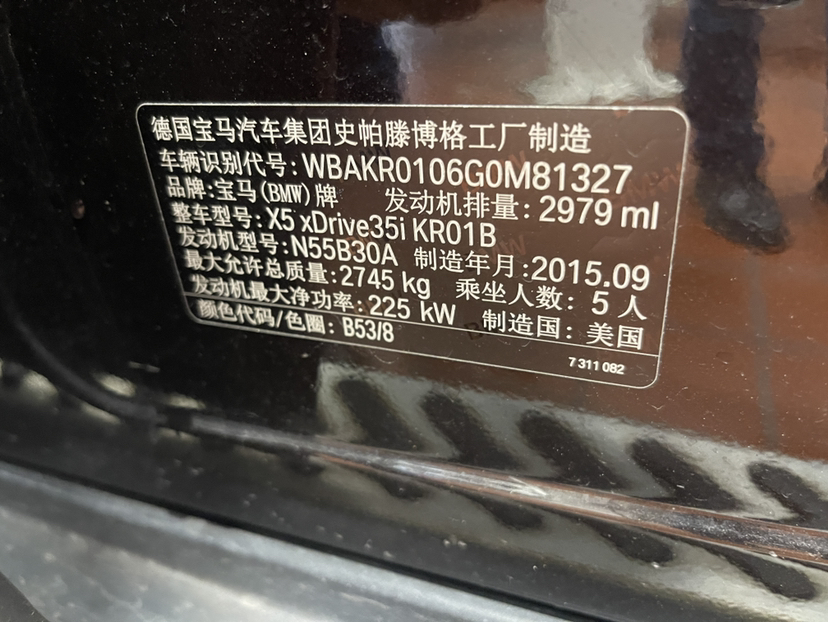 德国宝马汽车集团史帕滕博格工厂制造
车辆识别代号: WBAKR0106G0M81327
品牌: 宝马(BMW)牌 发动机排量: 2979 ml
整车型号: X5 xDrive35i KR01B
发动机型号: N55B30A 制造年月: 2015.09
最大允许总质量: 2745 kg 乘坐人数: 5 人
发动机最大净功率: 225 kW 制造国: 美国
颜色代码/色圈: B53/8
7 311 082